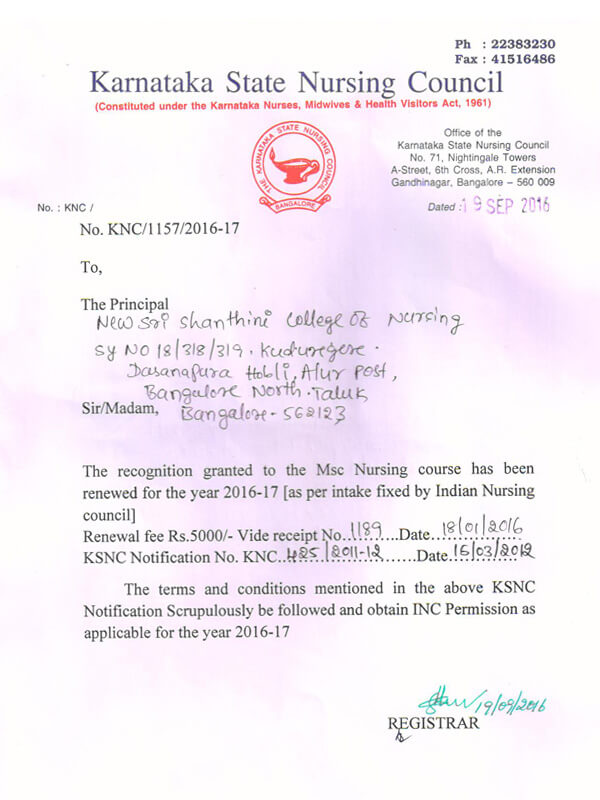 Ph : 22383230
Fax : 41516486
Karnataka State Nursing Council
(Constituted under the Karnataka Nurses, Midwives & Health Visitors Act, 1961)
THE KARNATAKA STATE NURSING COUNCIL
BANGALORE
Office of the
Karnataka State Nursing Council
No. 71, Nightingale Towers
A-Street, 6th Cross, A.R. Extension
Gandhinagar, Bangalore – 560 009
No. : KNC /
Dated : 19 SEP 2016
No. KNC/1157/2016-17
To,
The Principal
New Sri Shanthini College Of Nursing
SY NO 18/318/319. Kuduregere.
Dasanapura Hobli, Alur Post,
Bangalore North. Taluk
Sir/Madam,
Bangalore - 562123
The recognition granted to the Msc Nursing course has been
renewed for the year 2016-17 [as per intake fixed by Indian Nursing
council]
Renewal fee Rs.5000/- Vide receipt No..1189....Date..18/01/2016
KSNC Notification No. KNC..425/2011-12......Date 15/03/2012
The terms and conditions mentioned in the above KSNC
Notification Scrupulously be followed and obtain INC Permission as
applicable for the year 2016-17
19/09/2016
REGISTRAR